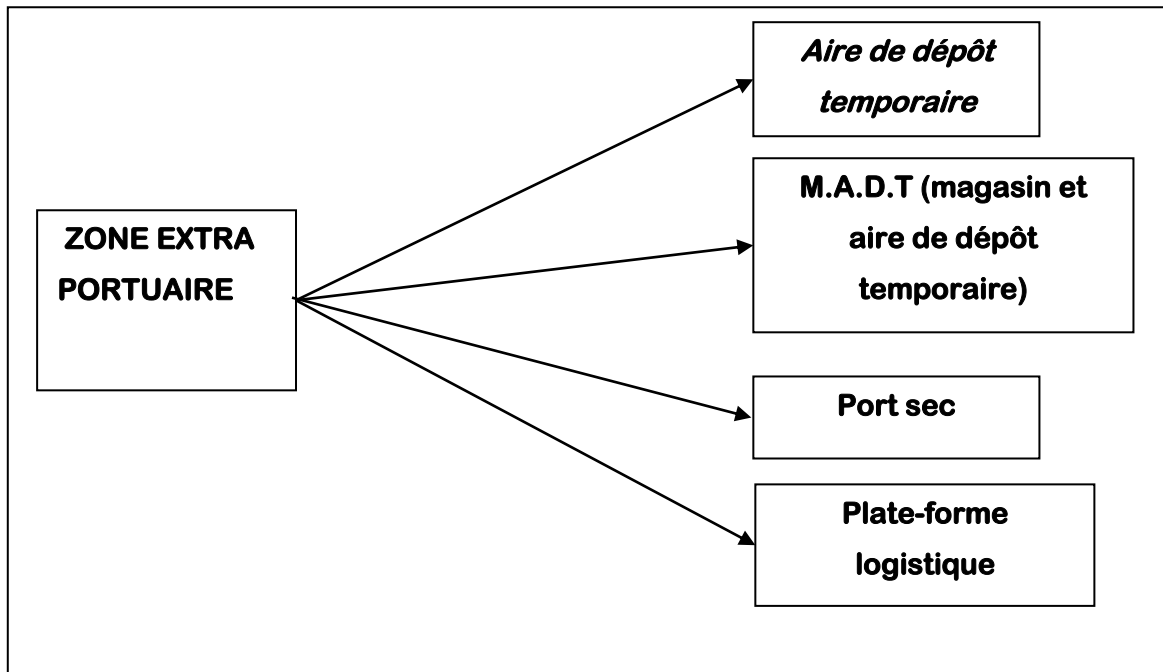 Aire de dépôt
temporaire
M.A.D.T (magasin et
aire de dépôt
temporaire)
ZONE EXTRA
PORTUAIRE
Port sec
Plate-forme
logistique